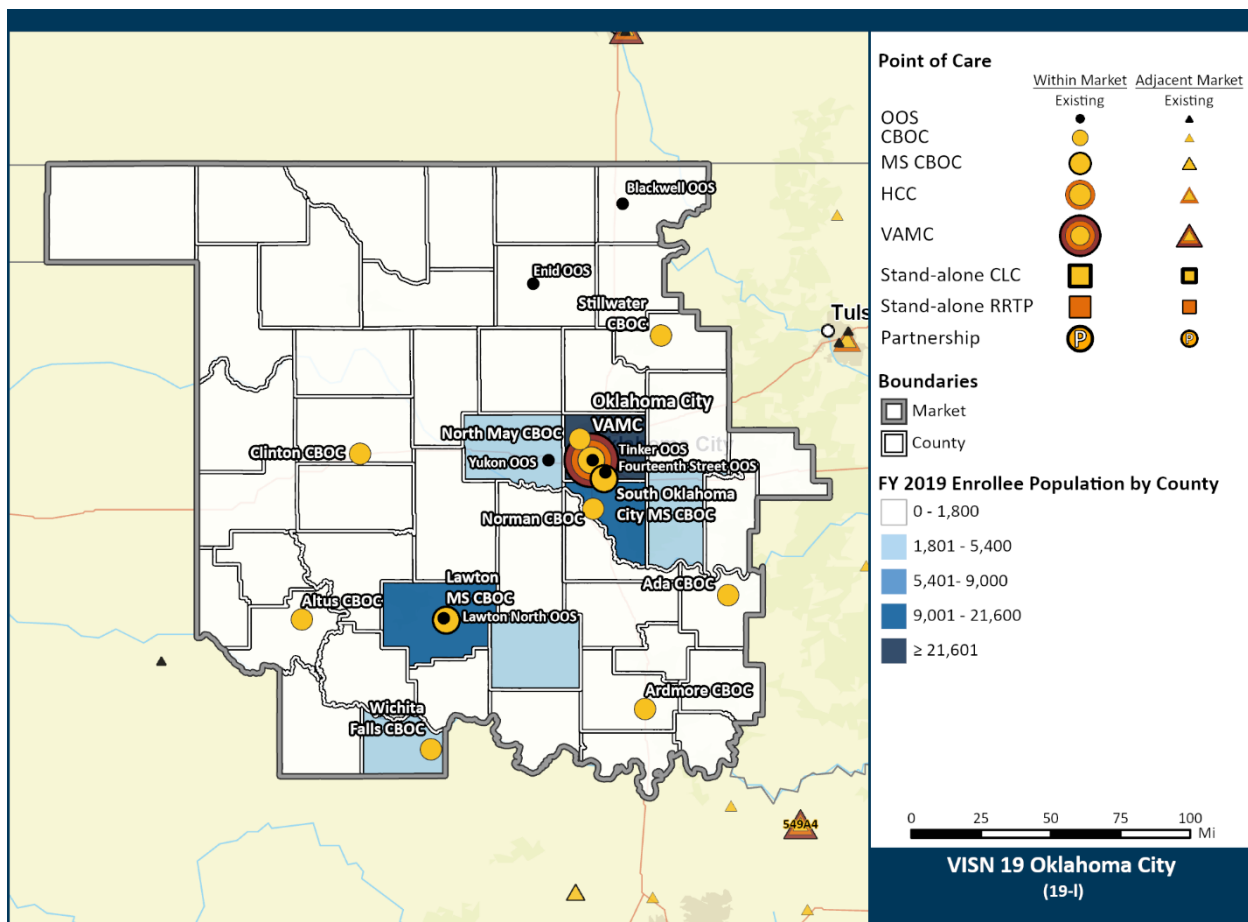 Blackwell OOS
Enid OOS
Stillwater
CBOC
Tuls
Oklahoma City
VAMC
North May CBOC
klahoma City
Tinker OOS
Clinton CBOC
Yukon OOS
Fourteenth Street OOS
South Oklahoma
City MS CBOC
Norman CBOC
Lawton
MS CBOC
Ada CBOC
Altus CBOC
Lawton North OOS
Ardmore CBOC
Wichita
Falls CBOC
549A4
Point of Care
Within Market
Adjacent Market
Existing
Existing
OOS
CBOC
MS CBOC
HCC
VAMC
Stand-alone CLC
Stand-alone RRTP
Partnership
P
P
Boundaries
Market
County
FY 2019 Enrollee Population by County
0 - 1,800
1,801 - 5,400
5,401- 9,000
9,001 - 21,600
≥ 21,601
0 25 50 75 100
Mi
VISN 19 Oklahoma City
(19-l)